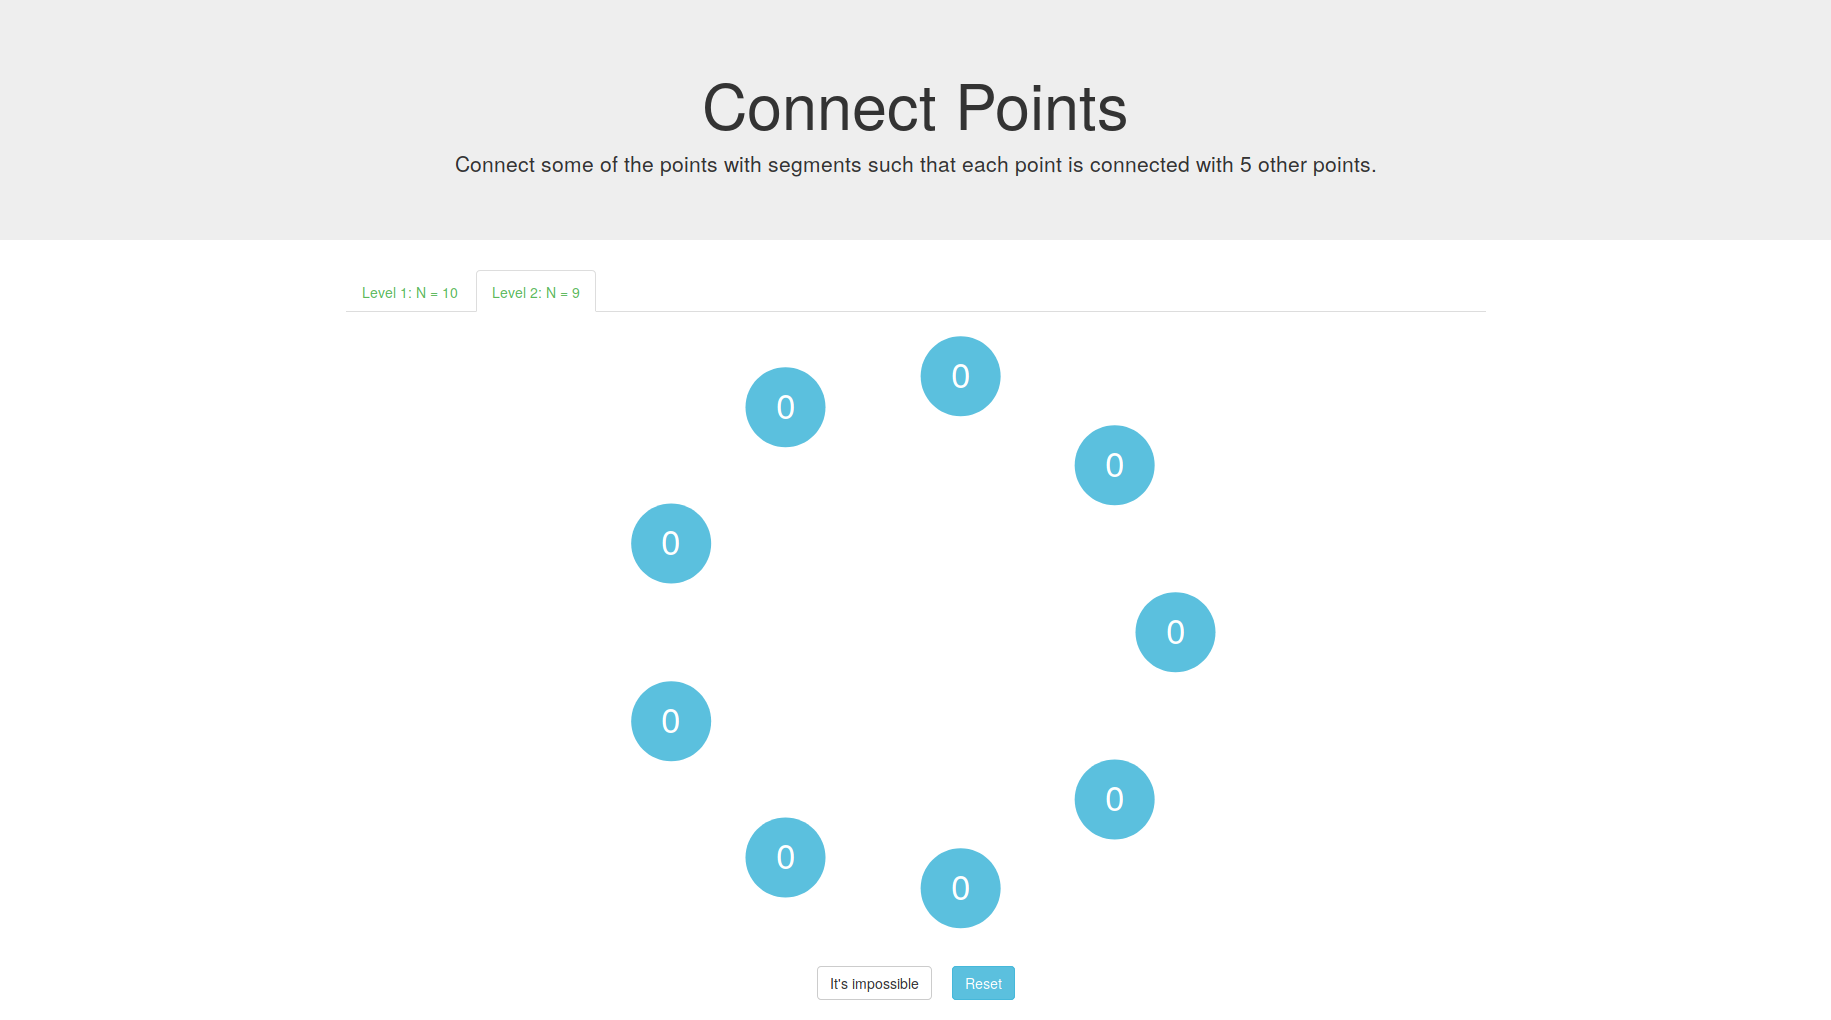 Connect Points
Connect some of the points with segments such that each point is connected with 5 other points.
Level 1: N = 10
Level 2: N = 9
0
0
0
0
0
0
0
0
0
It's impossible
Reset